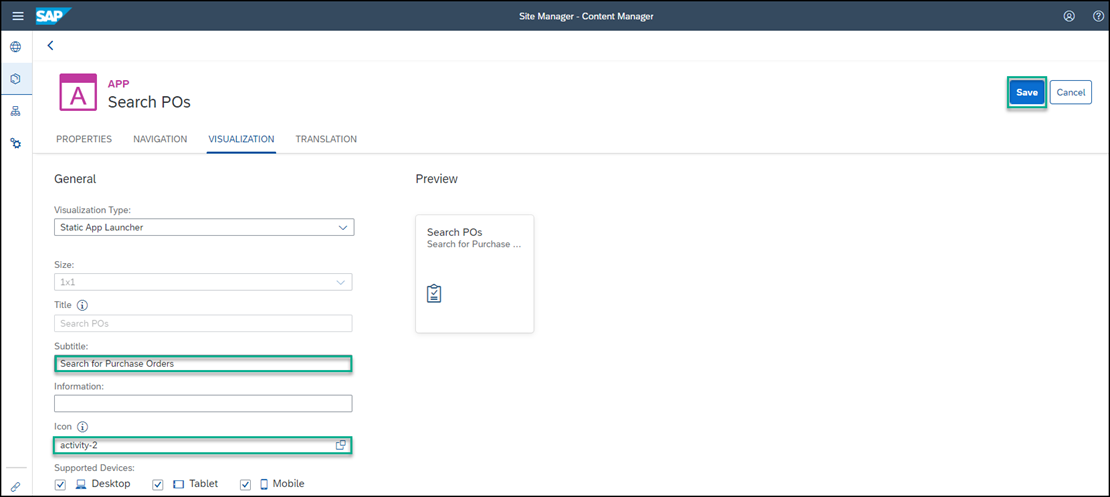 SAP
Site Manager - Content Manager
APP
A
Search POs
Save
Cancel
PROPERTIES
NAVIGATION
VISUALIZATION
TRANSLATION
General
Preview
Visualization Type:
Static App Launcher
Search POs
Search for Purchase ...
Size:
1x1
Title
Search POs
Subtitle:
Search for Purchase Orders
Information:
Icon
activity-2
Supported Devices:
Desktop
Tablet
Mobile